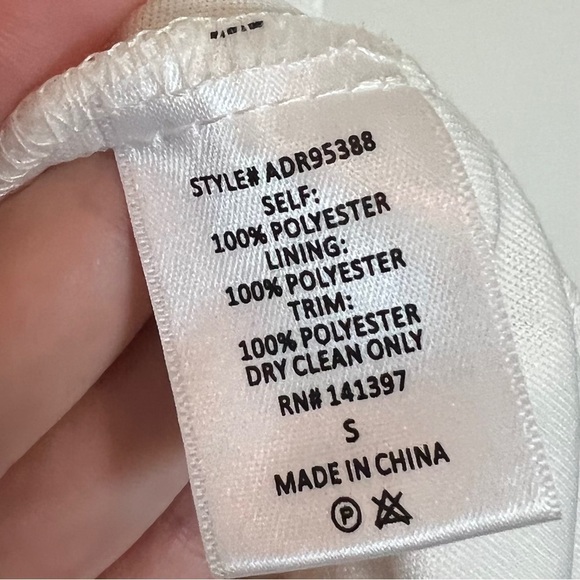 STYLE# ADR95388
SELF:
100% POLYESTER
LINING:
100% POLYESTER
TRIM:
100% POLYESTER
DRY CLEAN ONLY
RN# 141397
S
MADE IN CHINA
P